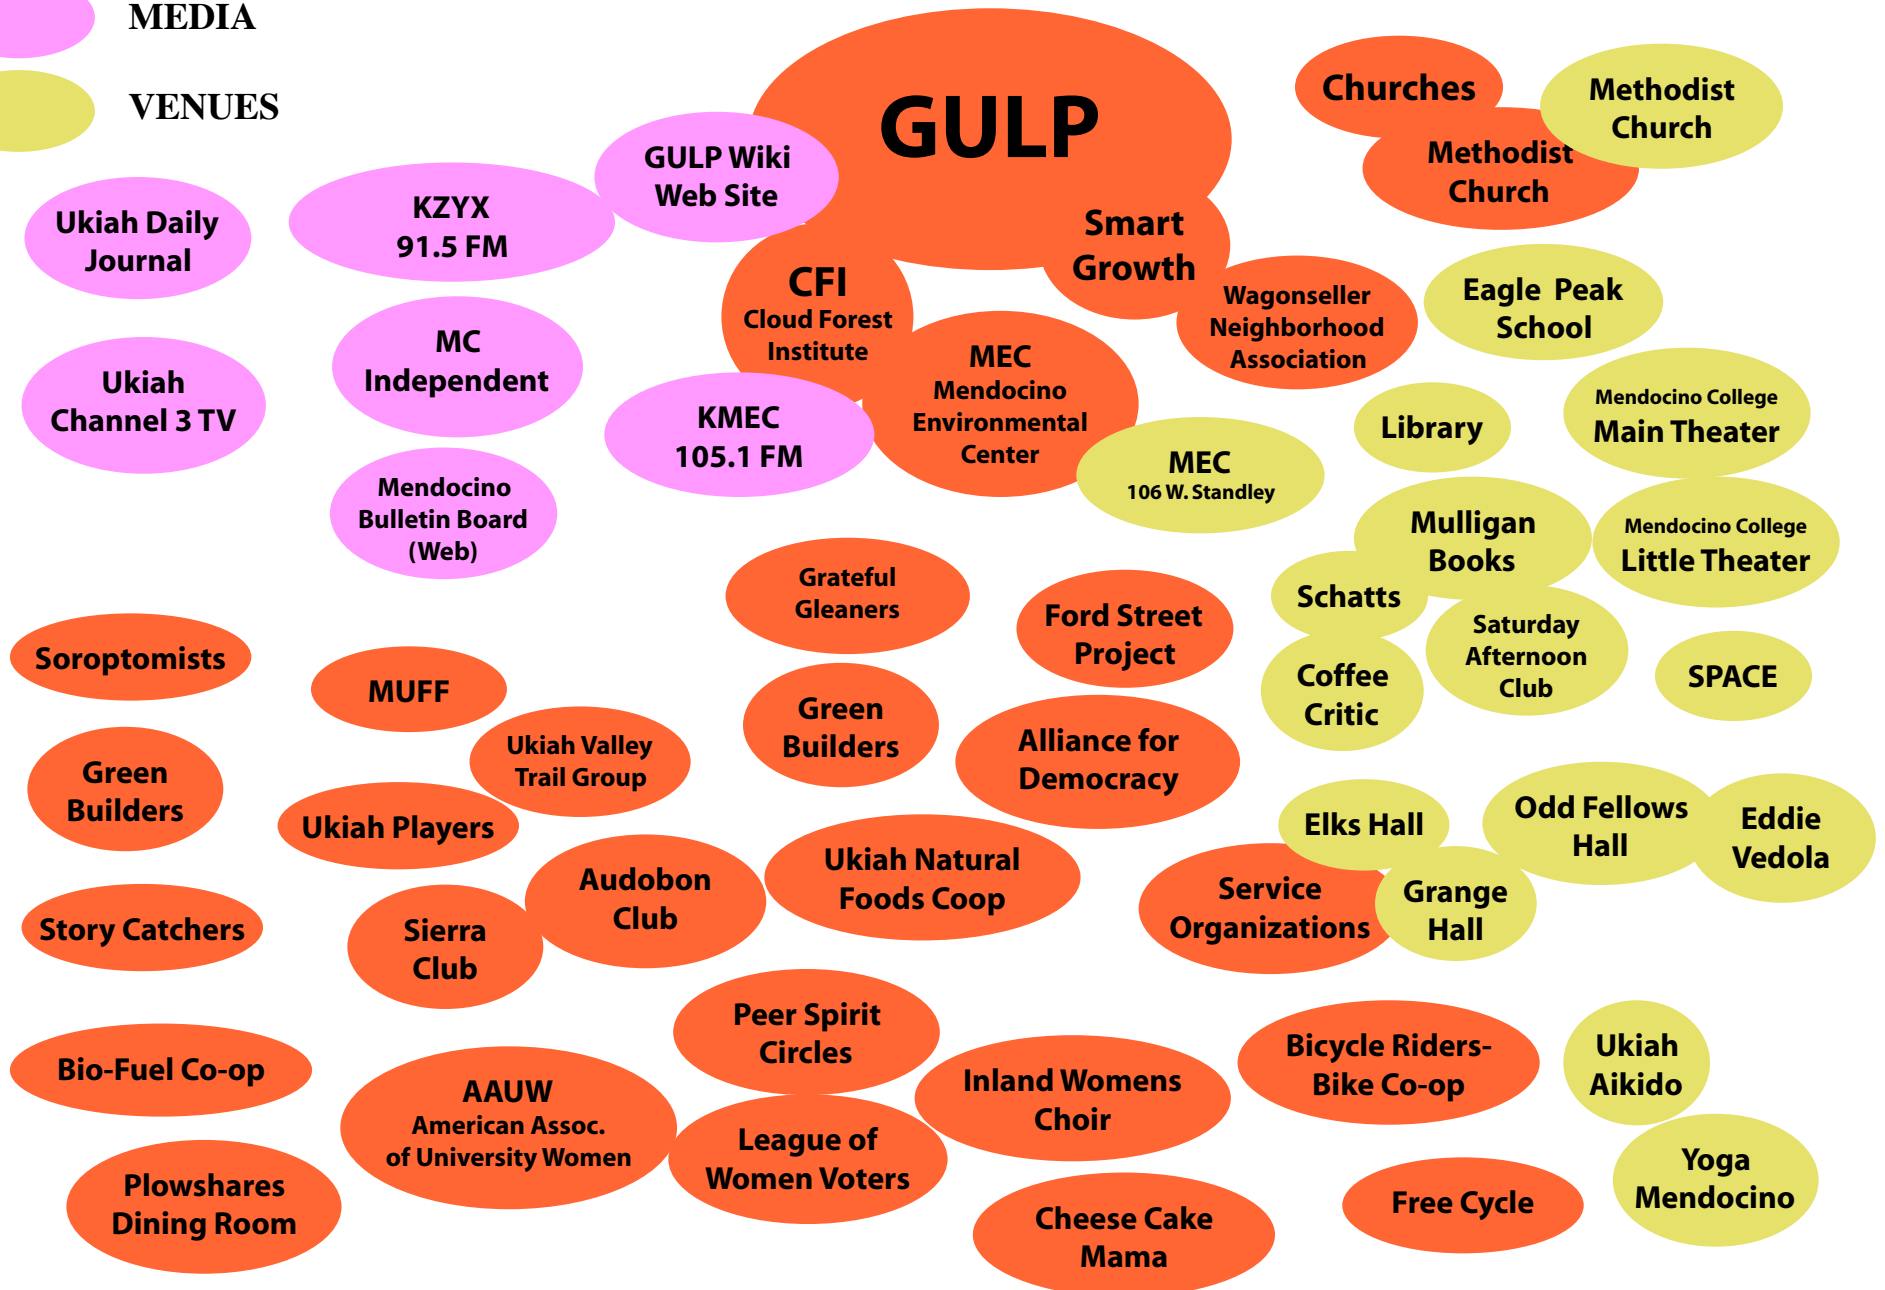 MEDIA
VENUES
GULP
GULP Wiki
Web Site
Churches
Methodist
Church
Methodist
Church
Ukiah Daily
Journal
KZYX
91.5 FM
Smart
Growth
CFI
Cloud Forest
Institute
Wagonseller
Neighborhood
Association
Eagle Peak
School
Ukiah
Channel 3 TV
MC
Independent
MEC
Mendocino
Environmental
Center
KMEC
105.1 FM
MEC
106 W. Standley
Library
Mendocino College
Main Theater
Mendocino
Bulletin Board
(Web)
Mulligan
Books
Mendocino College
Little Theater
Grateful
Gleaners
Ford Street
Project
Schatts
Saturday
Afternoon
Club
Coffee
Critic
SPACE
Soroptomists
MUFF
Green
Builders
Ukiah Valley
Trail Group
Alliance for
Democracy
Green
Builders
Ukiah Players
Elks Hall
Odd Fellows
Hall
Eddie
Vedola
Audobon
Club
Ukiah Natural
Foods Coop
Service
Organizations
Grange
Hall
Story Catchers
Sierra
Club
Peer Spirit
Circles
Bicycle Riders-
Bike Co-op
Ukiah
Aikido
Bio-Fuel Co-op
AAUW
American Assoc.
of University Women
Inland Womens
Choir
League of
Women Voters
Yoga
Mendocino
Plowshares
Dining Room
Cheese Cake
Mama
Free Cycle